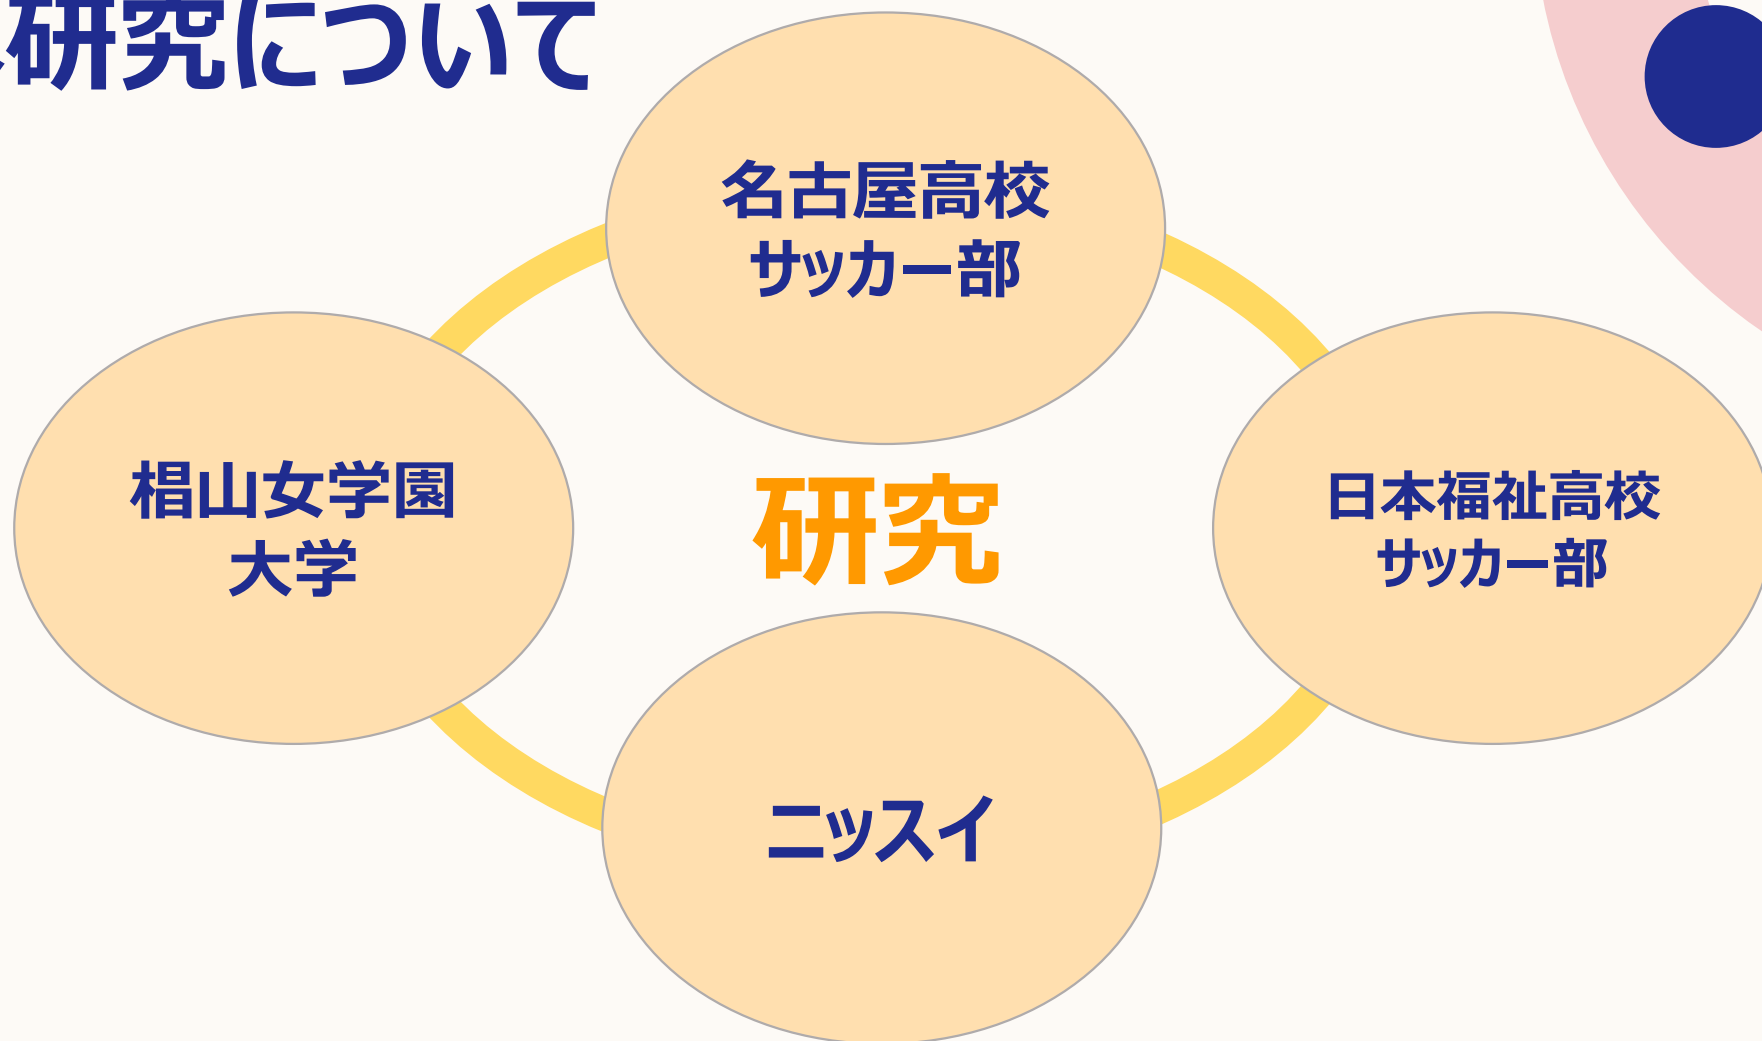 研究について
名古屋高校
サッカー部
椙山女学園
大学
研究
日本福祉高校
サッカー部
ニッスイ